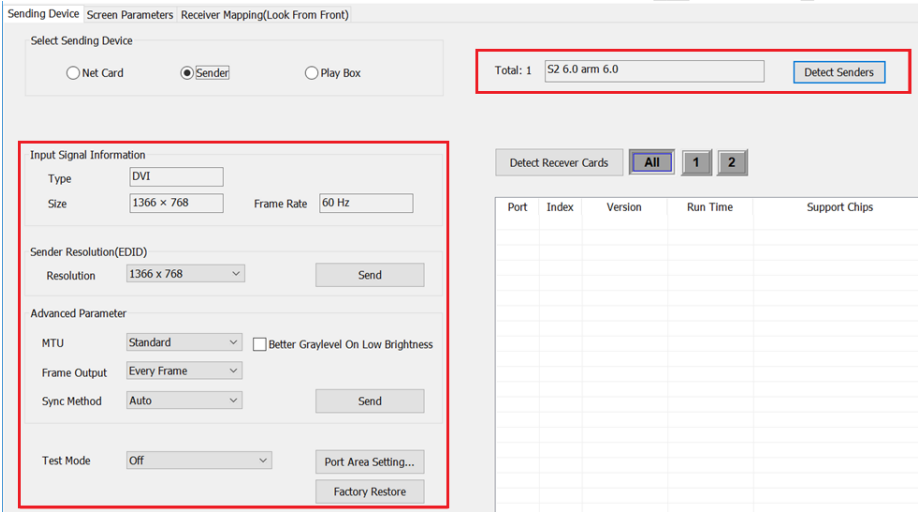 Sending Device Screen Parameters Receiver Mapping(Look From Front)
Select Sending Device
Net Card Sender Play Box
Total: 1 S2 6.0 arm 6.0 Detect Senders
Input Signal Information
Type DVI
Size 1366 × 768 Frame Rate 60 Hz
Sender Resolution(EDID)
Resolution 1366 x 768 Send
Advanced Parameter
MTU Standard Better Graylevel On Low Brightness
Frame Output Every Frame
Sync Method Auto Send
Test Mode Off Port Area Setting...
Factory Restore
Detect Recever Cards All 1 2
Port Index Version Run Time Support Chips